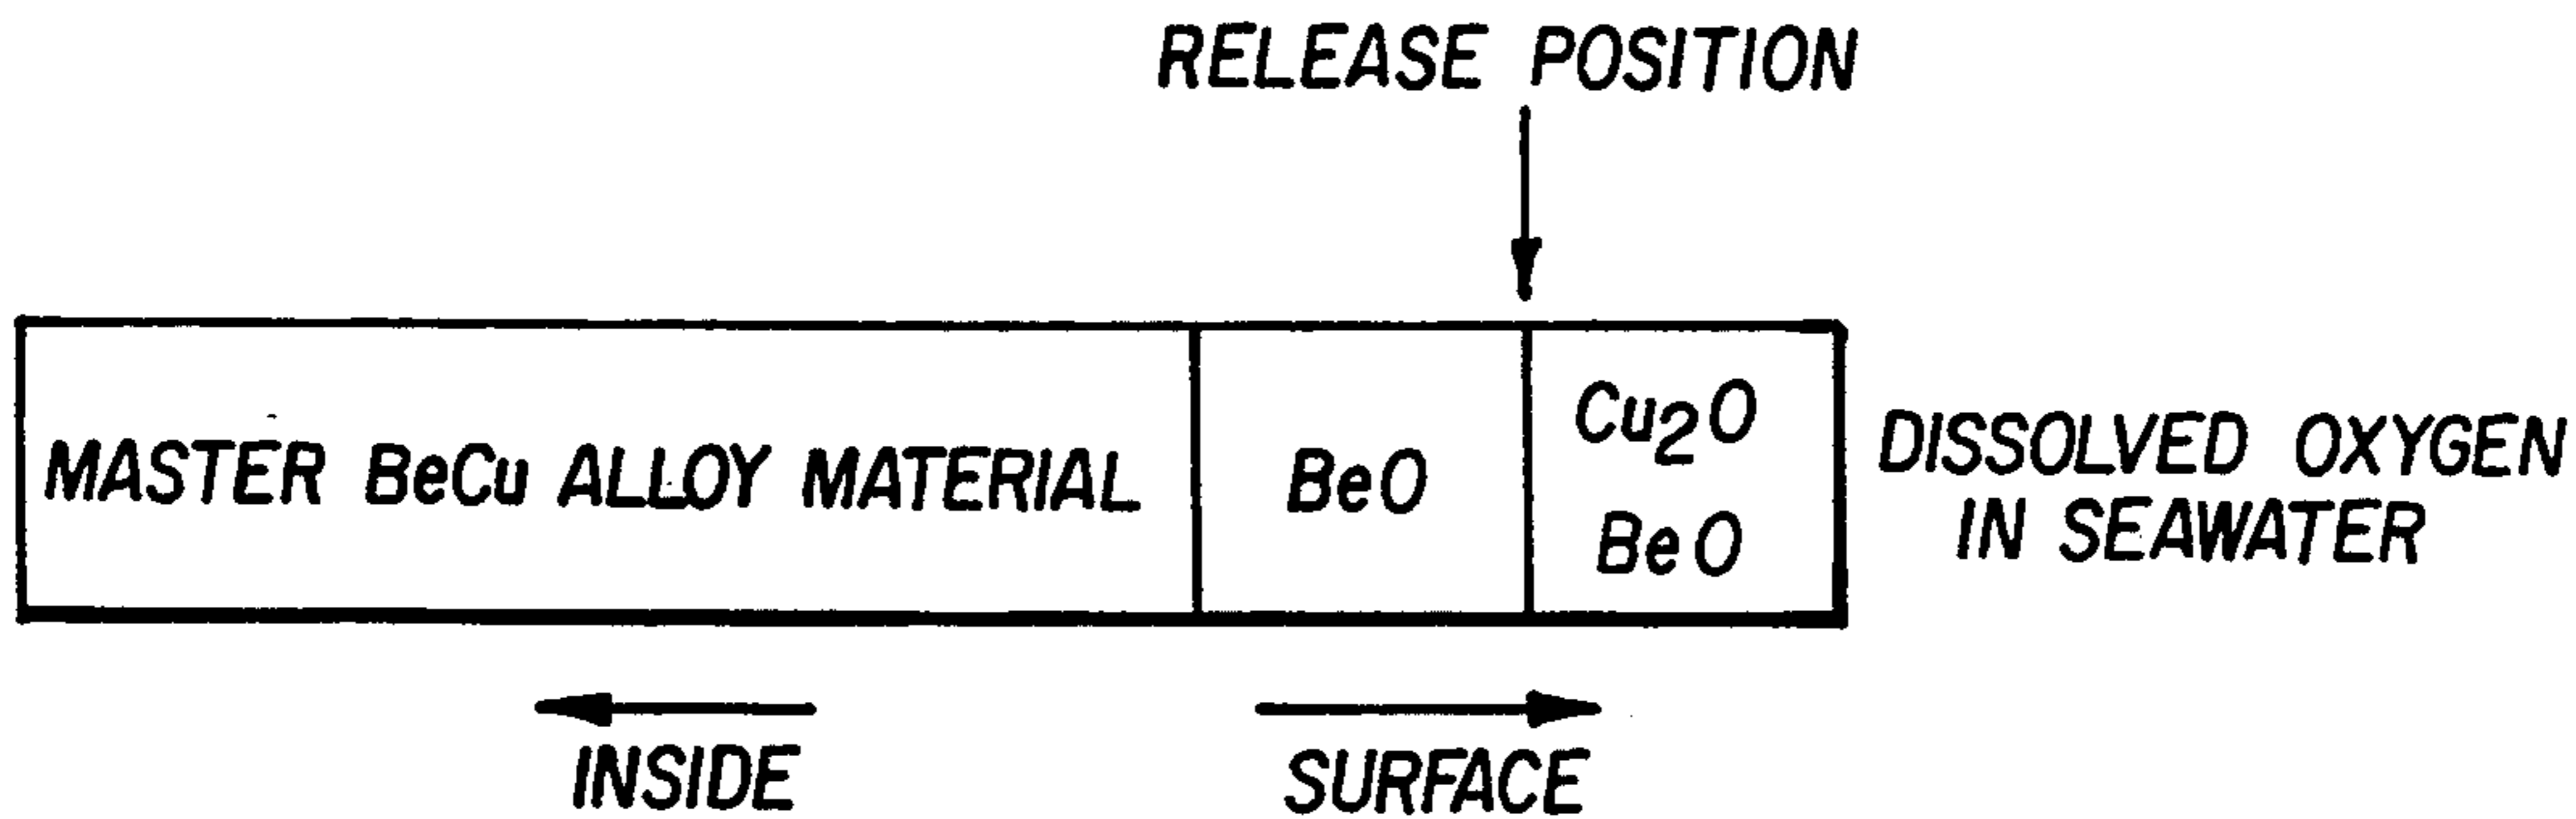 RELEASE POSITION
MASTER BeCu ALLOY MATERIAL
BeO
Cu2O
BeO
DISSOLVED OXYGEN
IN SEAWATER
INSIDE
SURFACE